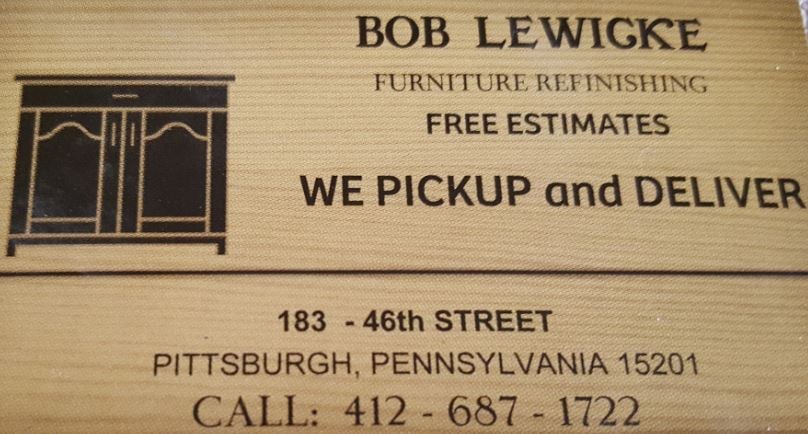 BOB LEWICKE
FURNITURE REFINISHING
FREE ESTIMATES
WE PICKUP and DELIVER
183 - 46th STREET
PITTSBURGH, PENNSYLVANIA 15201
CALL: 412 - 687 - 1722